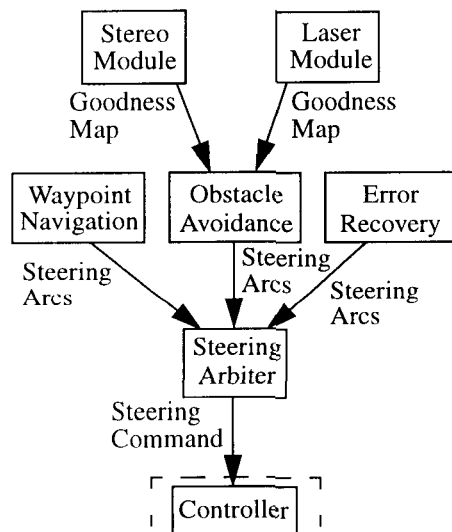 Stereo
Module
Laser
Module
Goodness
Map
Goodness
Map
Waypoint
Navigation
Obstacle
Avoidance
Error
Recovery
Steering
Arcs
Steering
Arcs
Steering
Arcs
Steering
Arbiter
Steering
Command
Controller